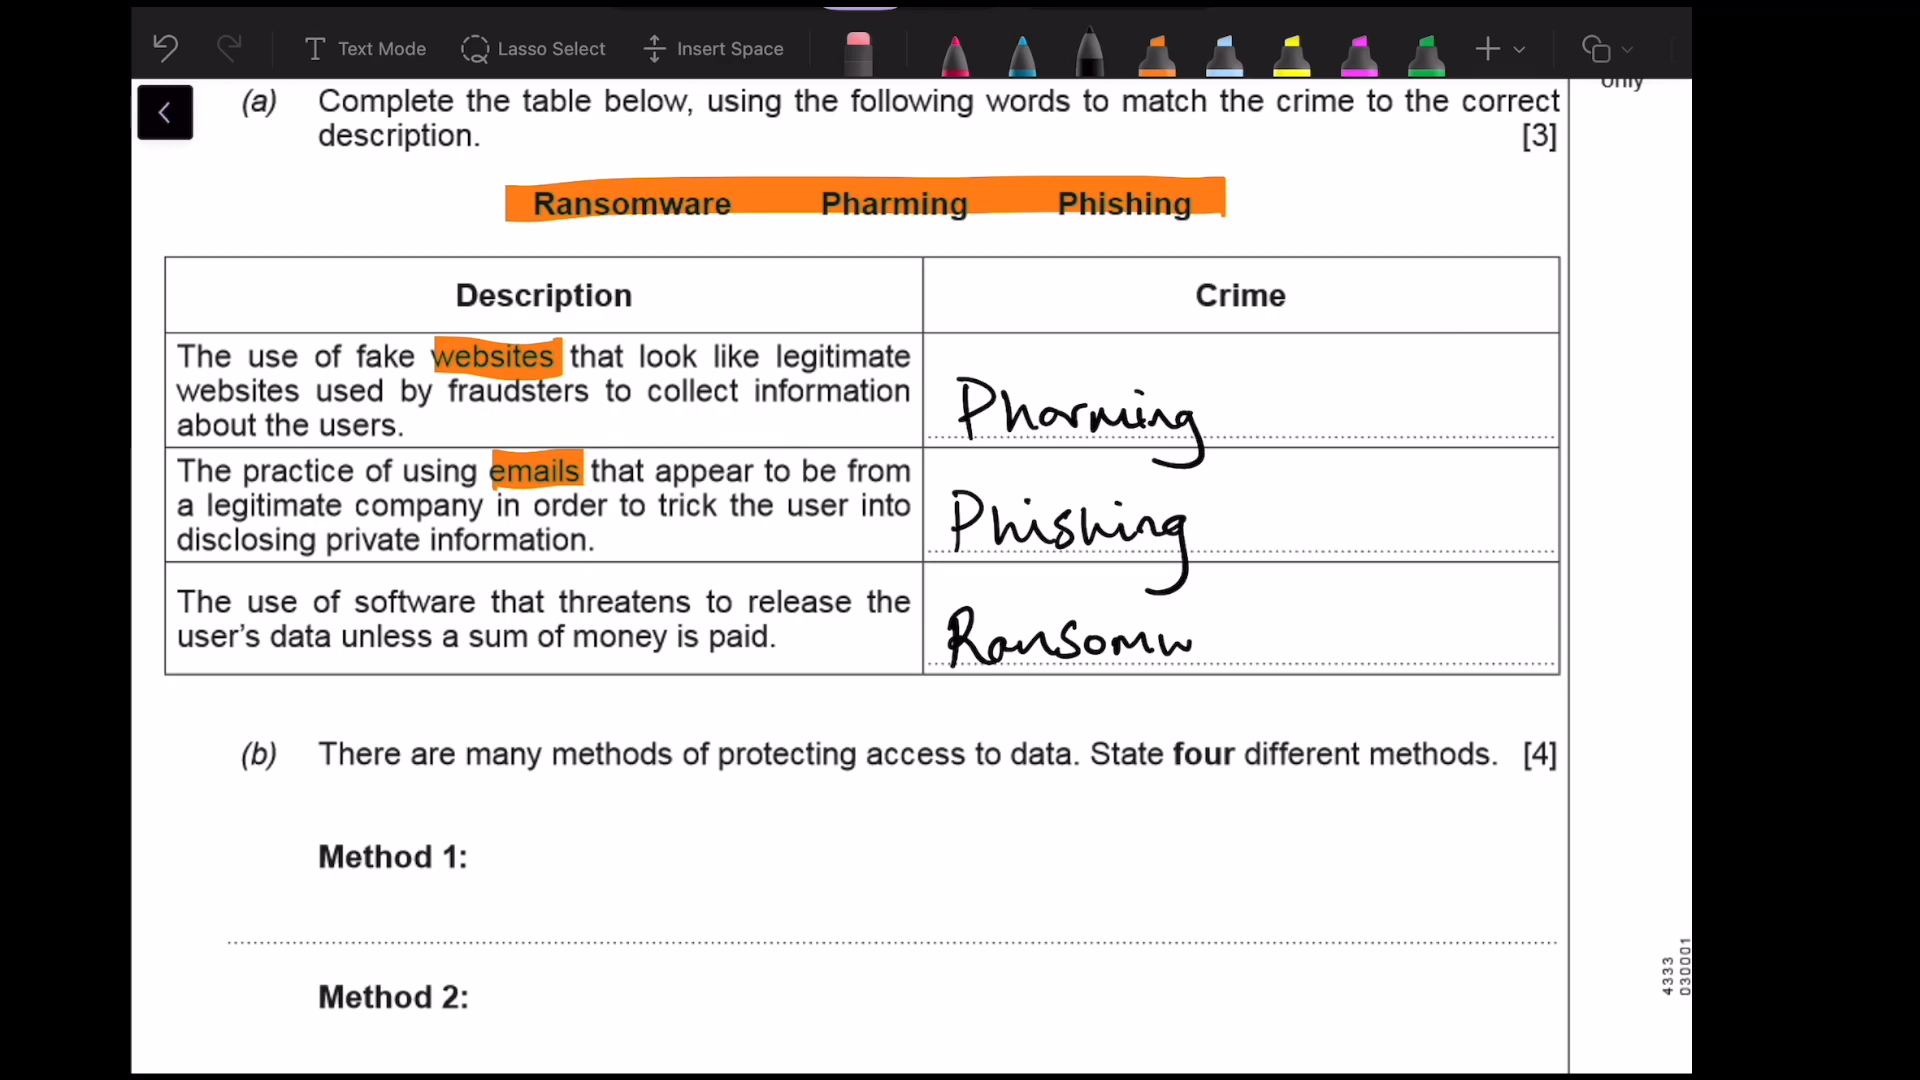 Text Mode Lasso Select Insert Space
only
(a) Complete the table below, using the following words to match the crime to the correct
description. [3]
Ransomware Pharming Phishing
Description Crime
The use of fake websites that look like legitimate
websites used by fraudsters to collect information
about the users.
Pharming
The practice of using emails that appear to be from
a legitimate company in order to trick the user into
disclosing private information.
Phishing
The use of software that threatens to release the
user's data unless a sum of money is paid.
Ransomw
(b) There are many methods of protecting access to data. State four different methods. [4]
Method 1:
Method 2:
4333
030001